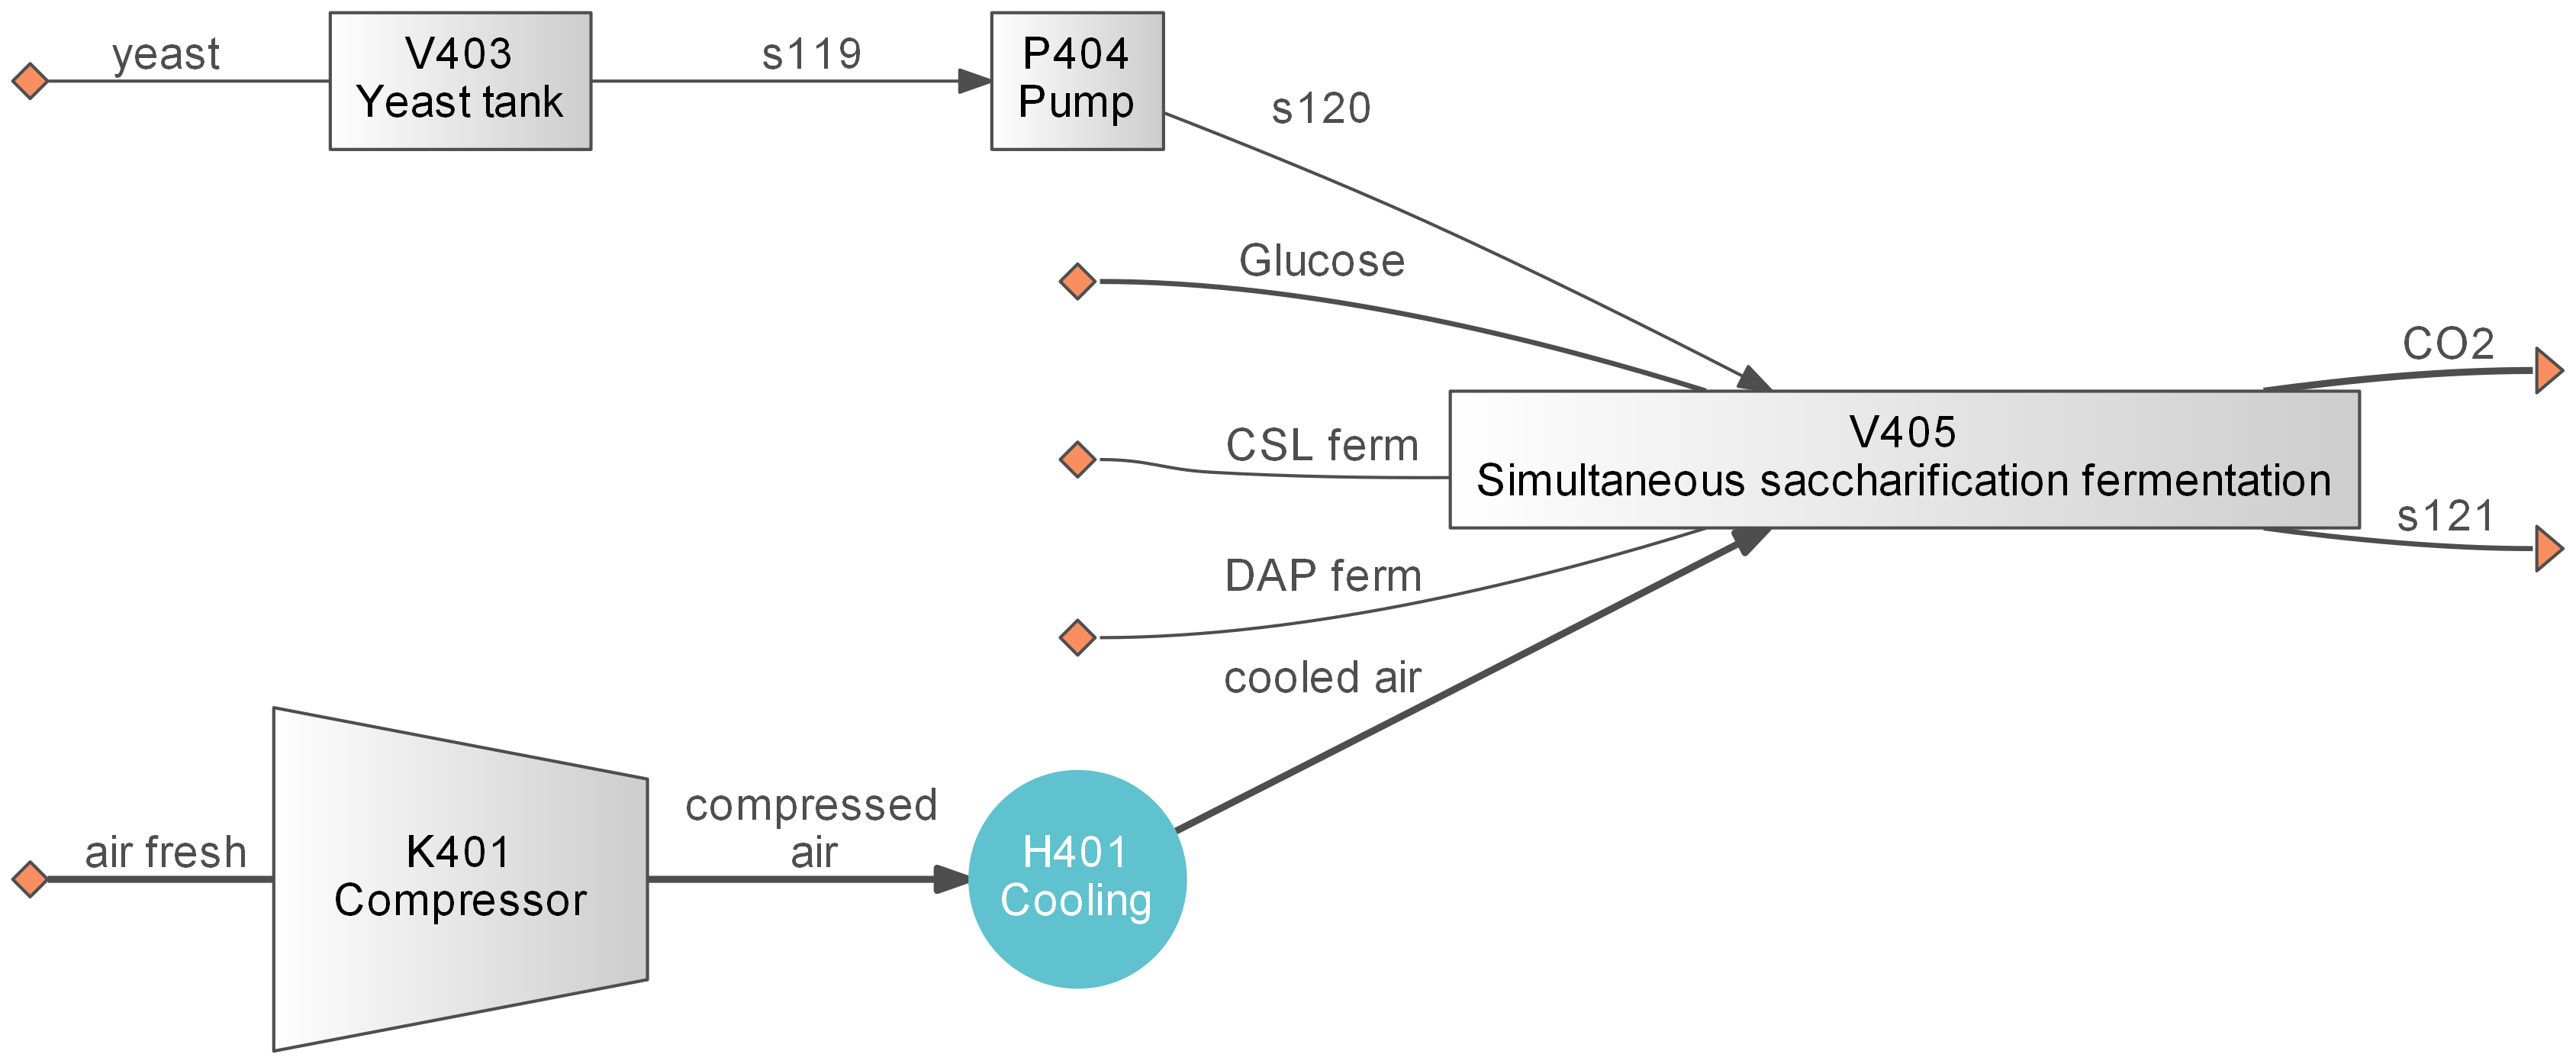 yeast
V403
Yeast tank
s119
P404
Pump
s120
Glucose
CSL ferm
DAP ferm
cooled air
V405
Simultaneous saccharification fermentation
CO2
s121
air fresh
K401
Compressor
compressed
air
H401
Cooling